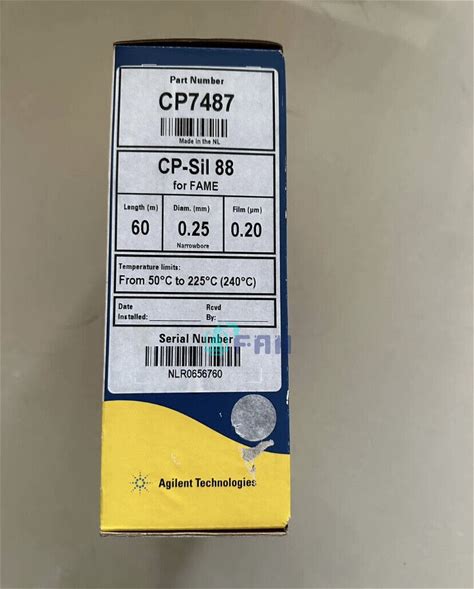 Part Number
CP7487
Made in the NL
CP-Sil 88
for FAME
Length (m) Diam. (mm) Film (µm)
60 0.25 0.20
Narrowbore
Temperature limits:
From 50°C to 225°C (240°C)
Date Rcvd
Installed: By:
FAN
Serial Number
NLR0656760
Agilent Technologies